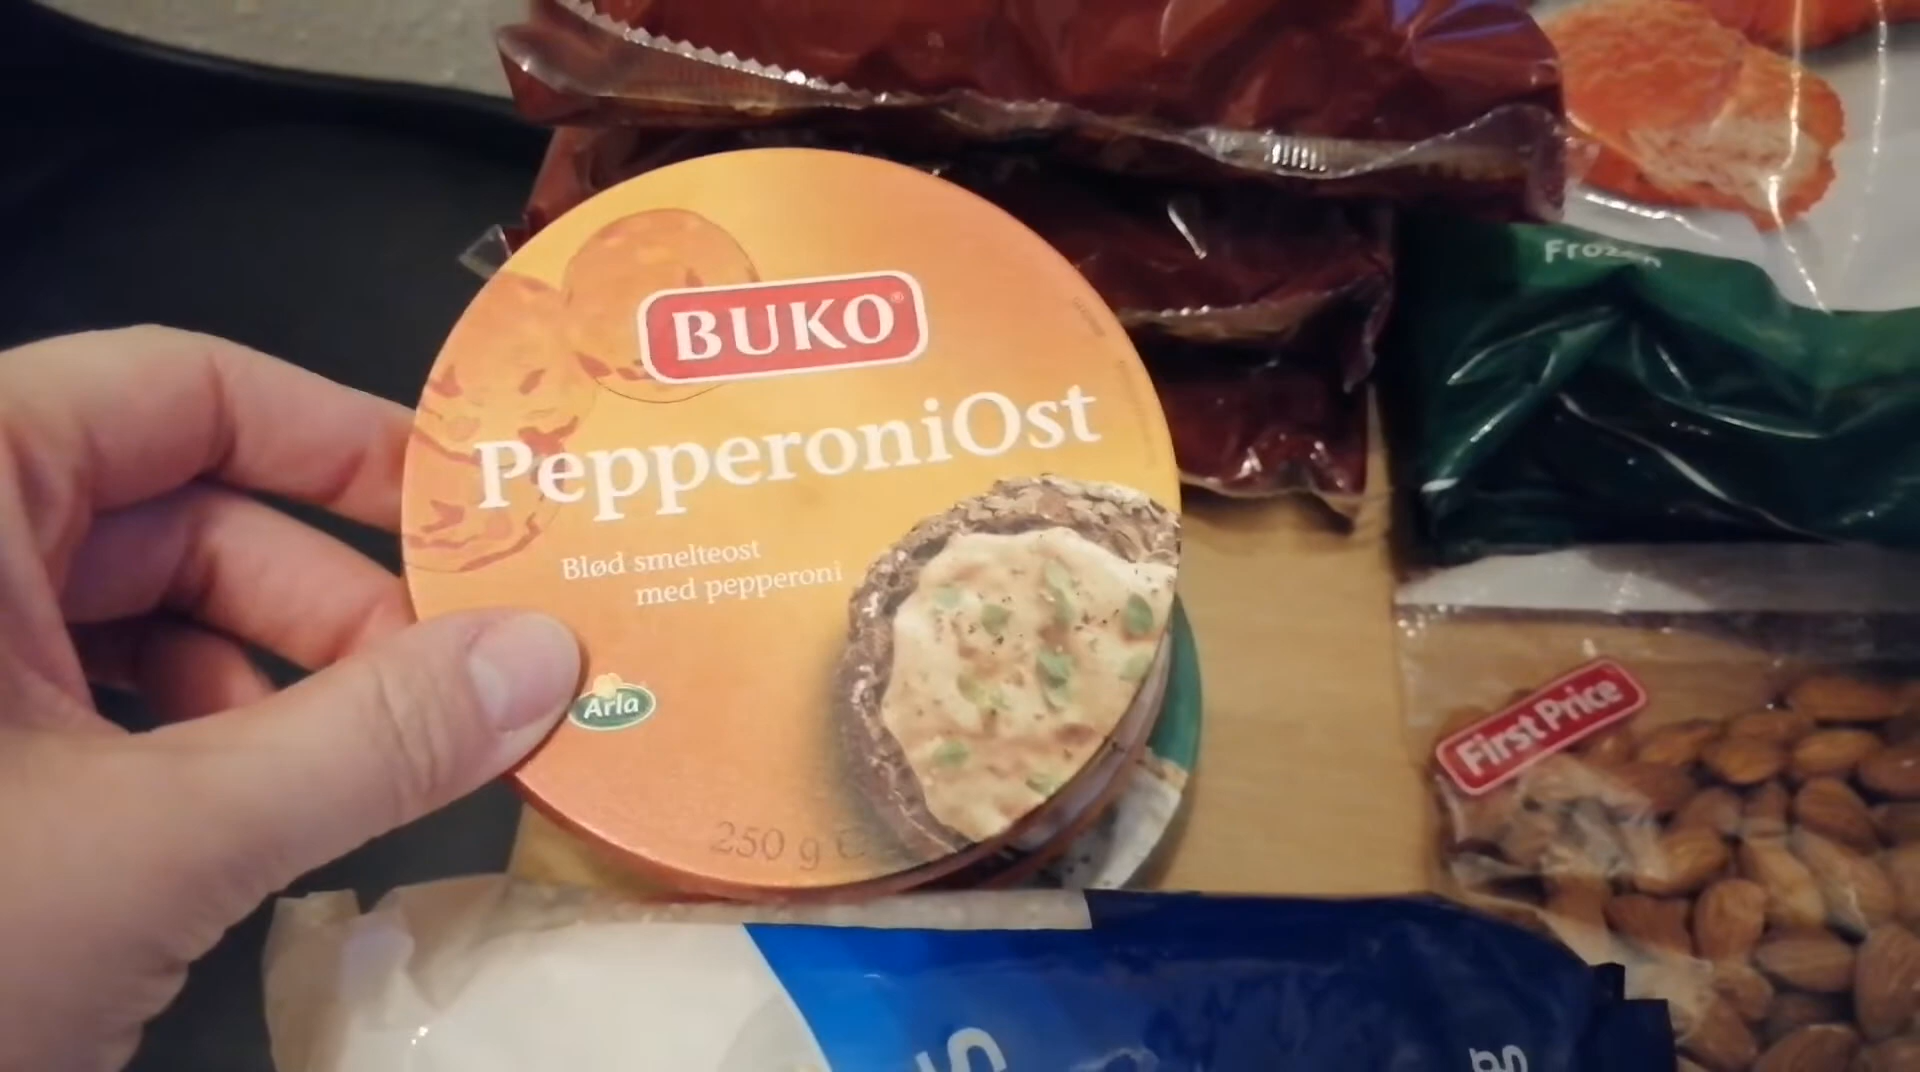 BUKO®
PepperoniOst
Blød smelteost
med pepperoni
Arla
250 g ℮
Frozen
First Price